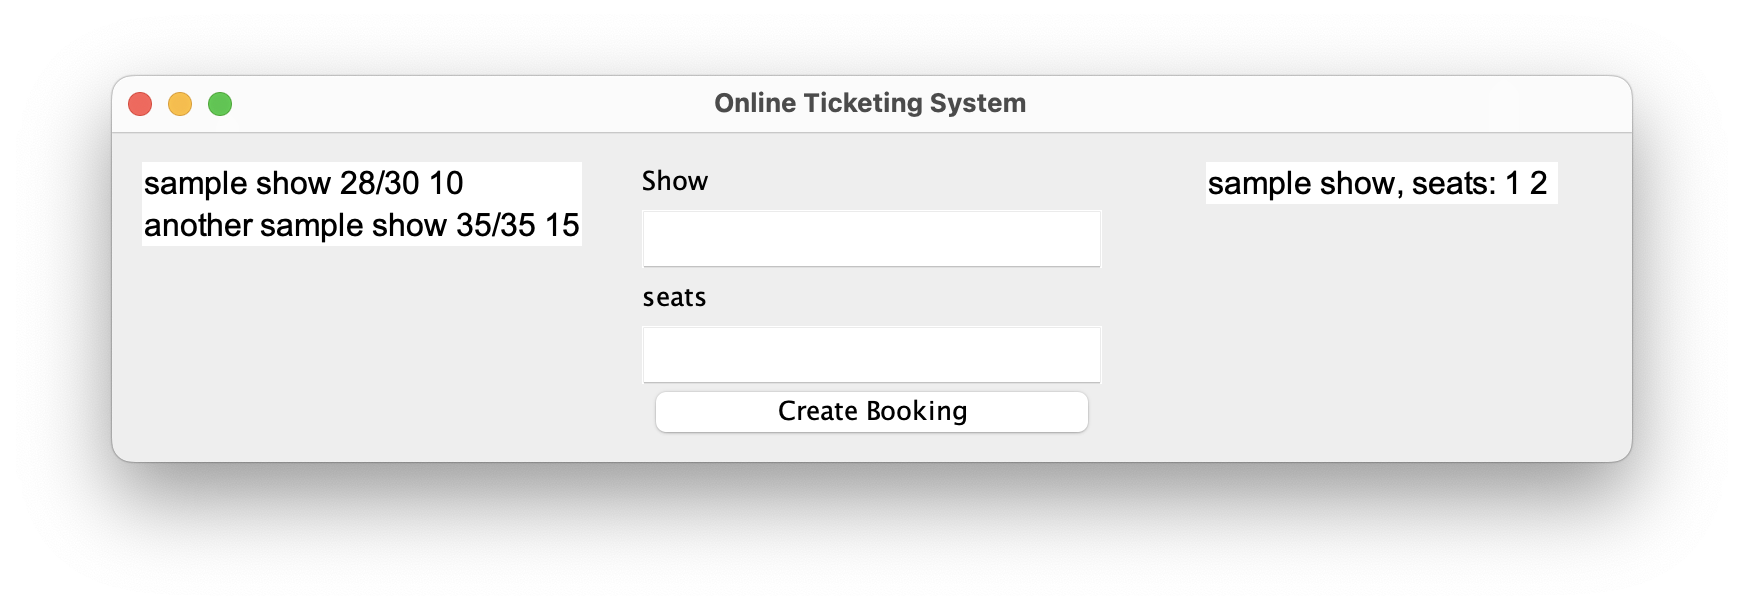 Online Ticketing System
sample show 28/30 10
another sample show 35/35 15
Show
seats
Create Booking
sample show, seats: 1 2